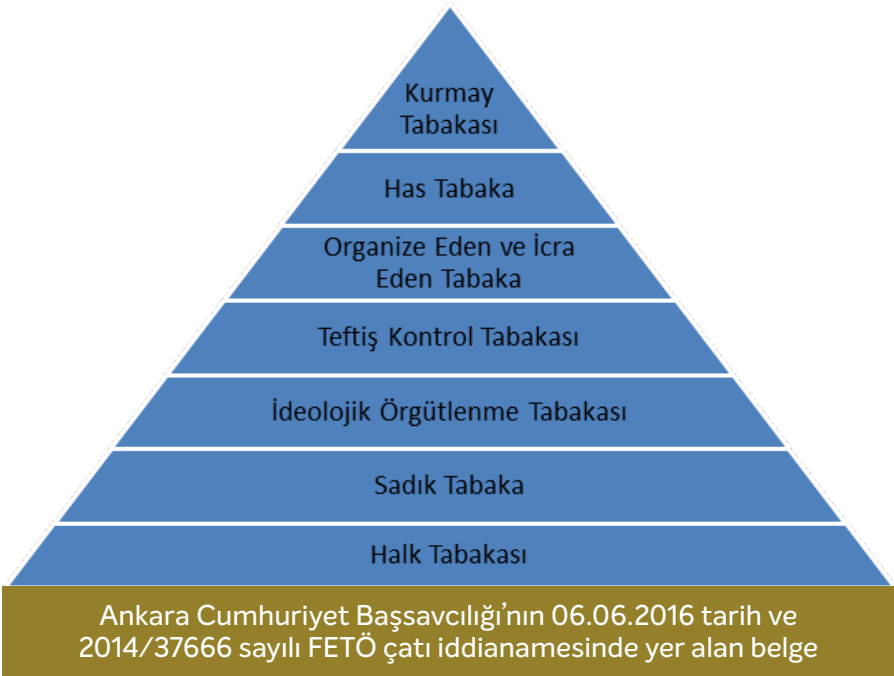 Kurmay
Tabakası
Has Tabaka
Organize Eden ve İcra
Eden Tabaka
Teftiş Kontrol Tabakası
İdeolojik Örgütlenme Tabakası
Sadık Tabaka
Halk Tabakası
Ankara Cumhuriyet Başsavcılığı’nın 06.06.2016 tarih ve
2014/37666 sayılı FETÖ çatı iddianamesinde yer alan belge